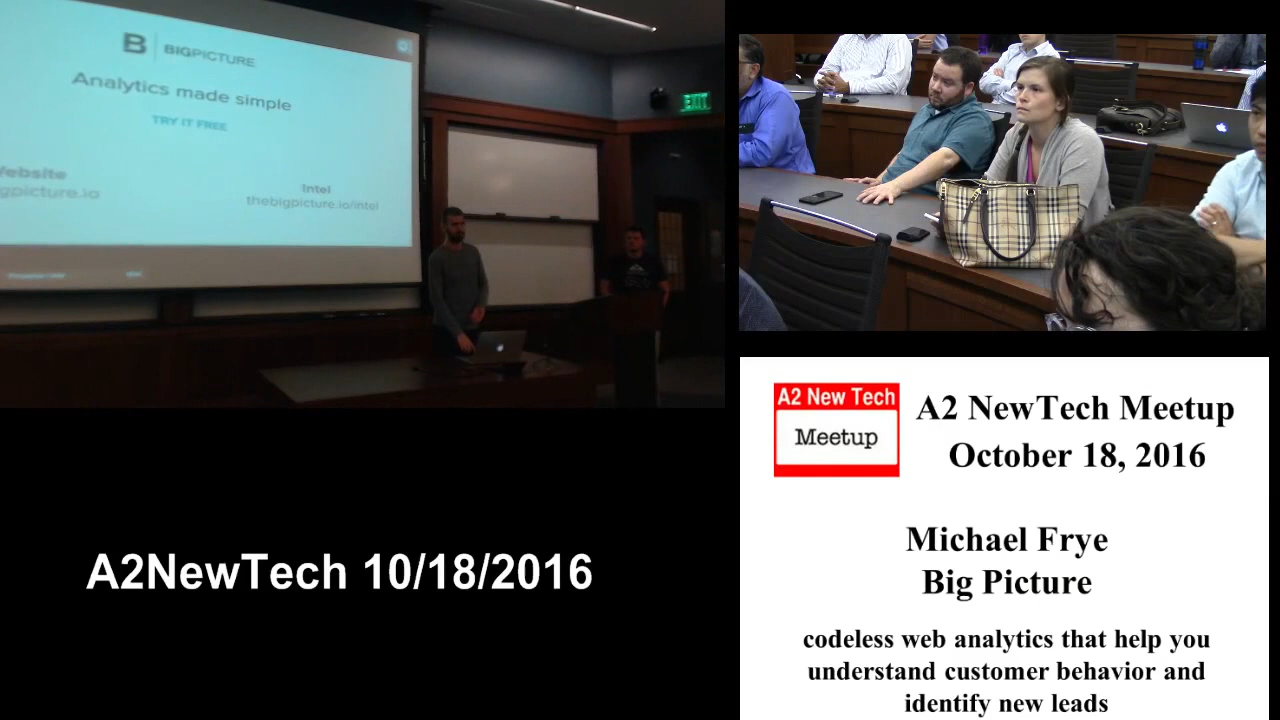 B | BIGPICTURE
Analytics made simple
TRY IT FREE
Website
gpicture.io
Intel
thebigpicture.io/intel
EXIT
A2NewTech 10/18/2016
A2 New Tech
Meetup
A2 NewTech Meetup
October 18, 2016
Michael Frye
Big Picture
codeless web analytics that help you
understand customer behavior and
identify new leads